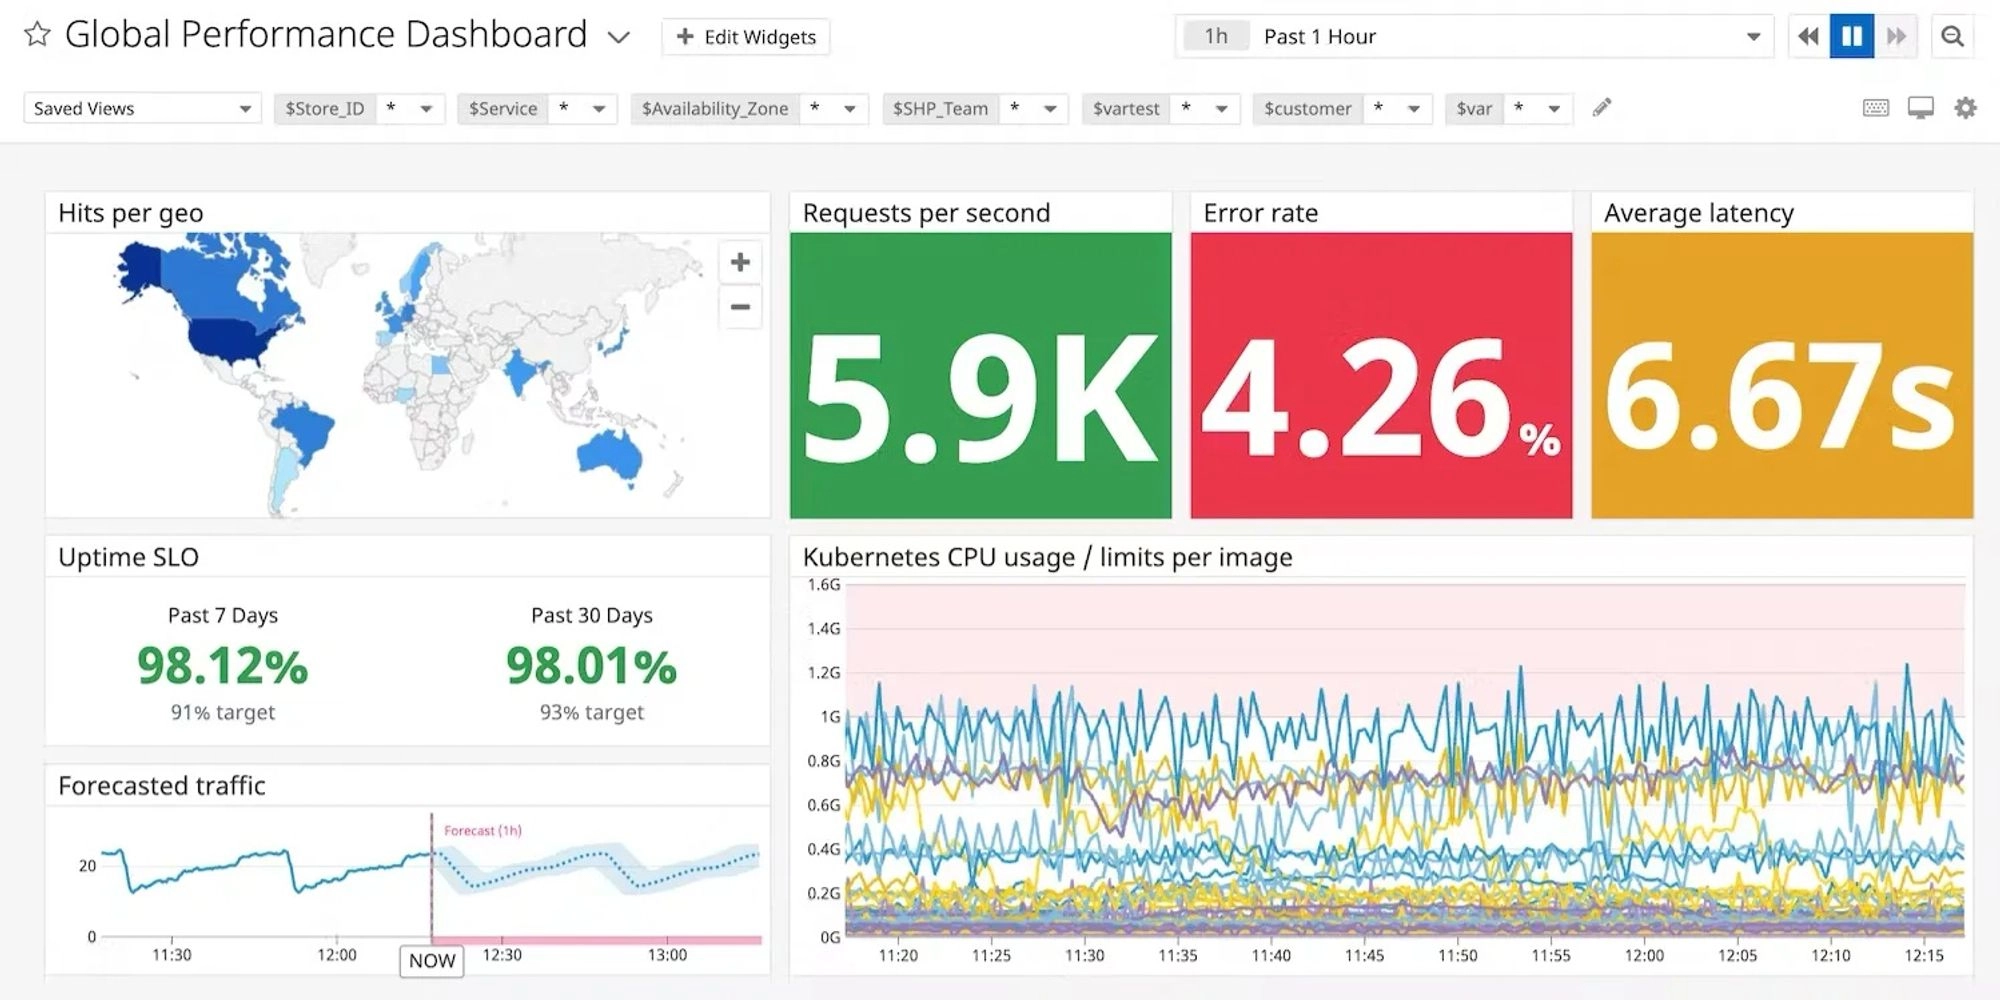 Global Performance Dashboard
Edit Widgets
1h Past 1 Hour
Saved Views
$Store_ID *
$Service *
$Availability_Zone *
$SHP_Team *
$vartest *
$customer *
$var *
Hits per geo
+
−
Requests per second
5.9K
Error rate
4.26%
Average latency
6.67s
Uptime SLO
Past 7 Days
98.12%
91% target
Past 30 Days
98.01%
93% target
Forecasted traffic
Forecast (1h)
20
0
11:30 12:00 NOW 12:30 13:00
Kubernetes CPU usage / limits per image
1.6G
1.4G
1.2G
1G
0.8G
0.6G
0.4G
0.2G
0G
11:20 11:25 11:30 11:35 11:40 11:45 11:50 11:55 12:00 12:05 12:10 12:15